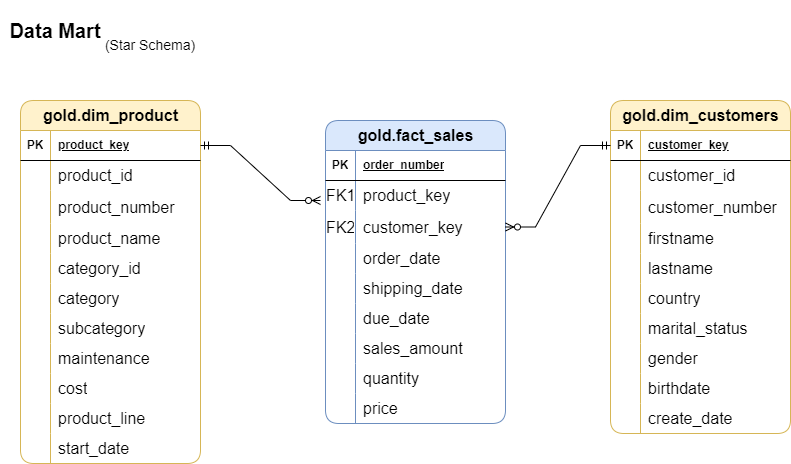 Data Mart
(Star Schema)
gold.dim_product
PK product_key
product_id
product_number
product_name
category_id
category
subcategory
maintenance
cost
product_line
start_date
gold.fact_sales
PK order_number
FK1 product_key
FK2 customer_key
order_date
shipping_date
due_date
sales_amount
quantity
price
gold.dim_customers
PK customer_key
customer_id
customer_number
firstname
lastname
country
marital_status
gender
birthdate
create_date